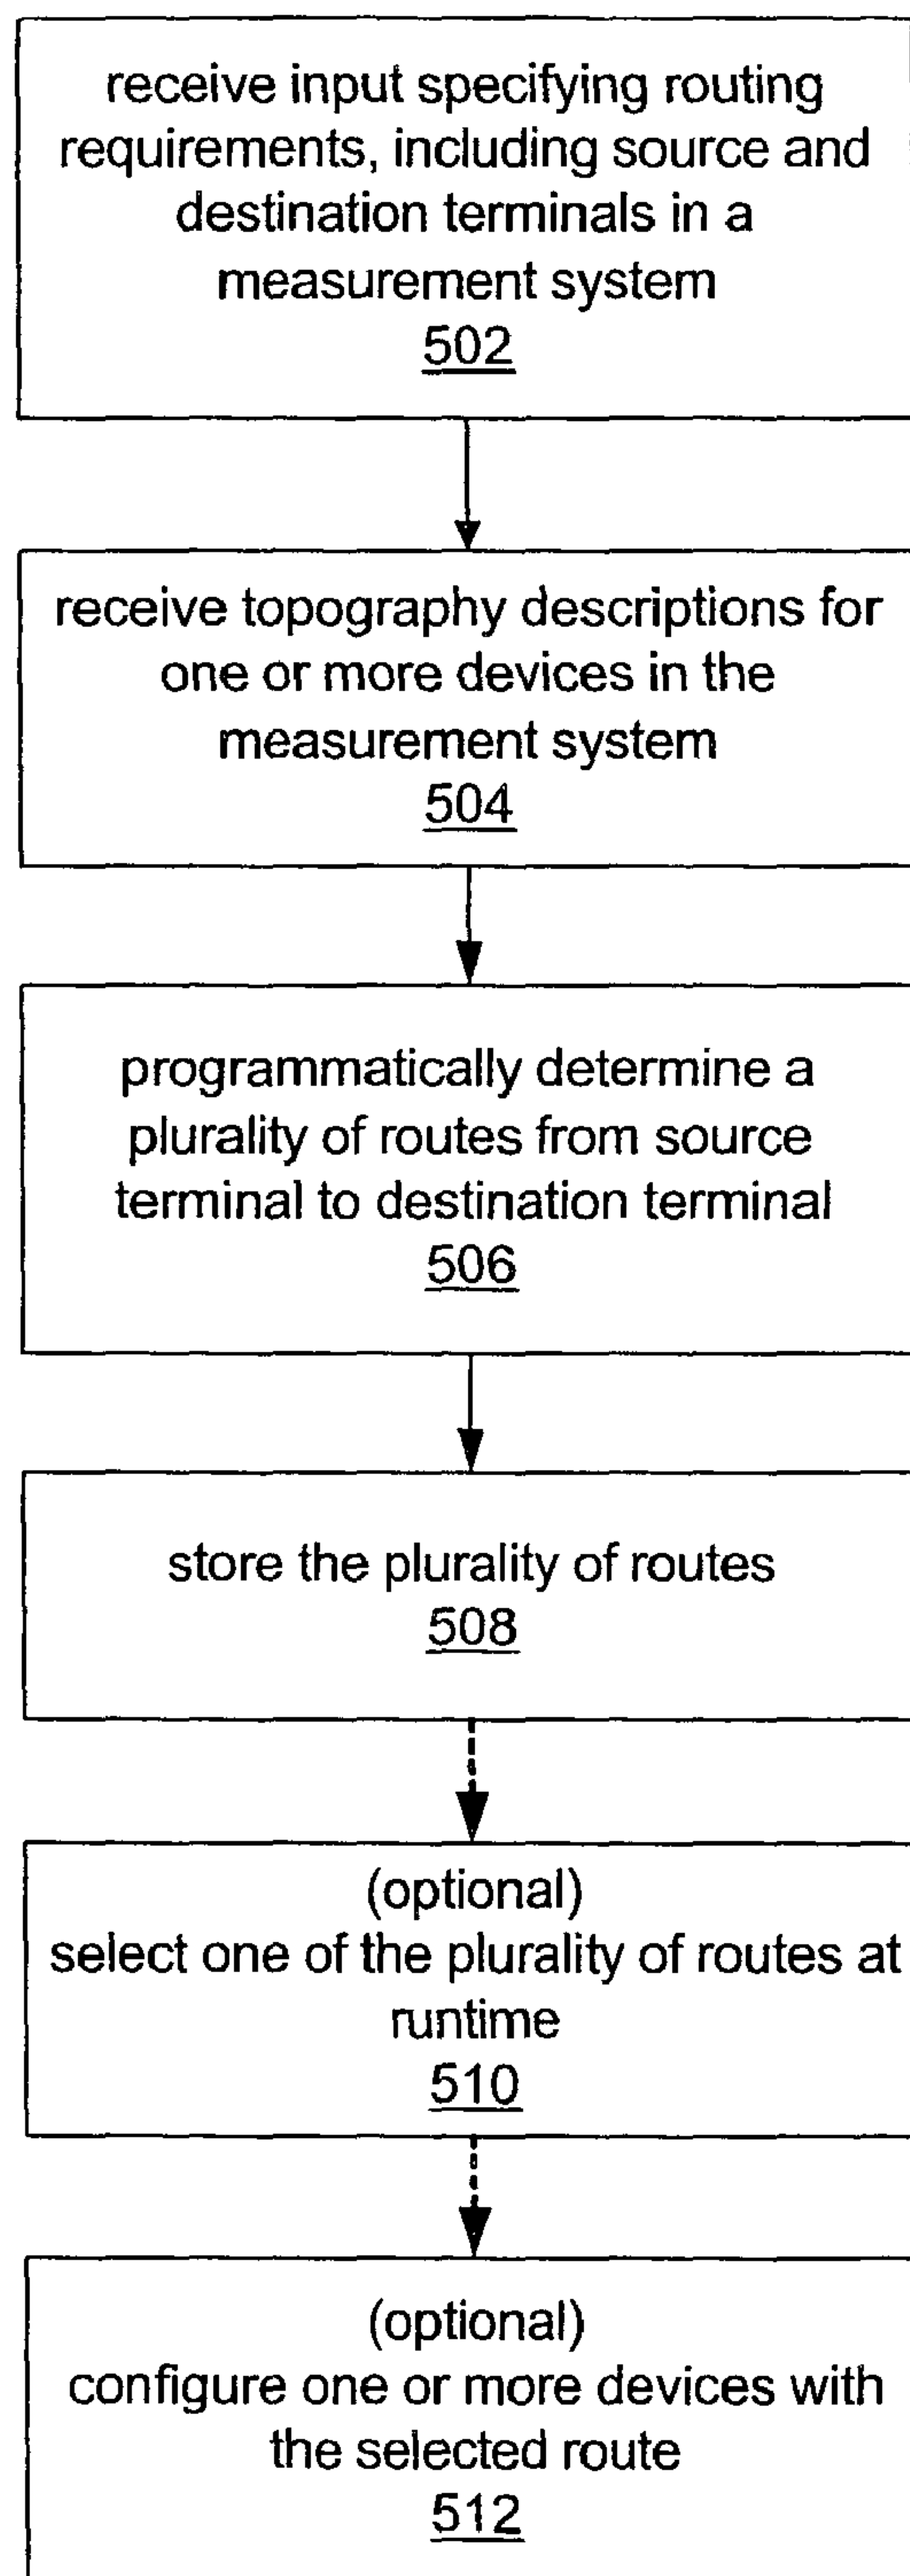 receive input specifying routing
requirements, including source and
destination terminals in a
measurement system
502
receive topography descriptions for
one or more devices in the
measurement system
504
programmatically determine a
plurality of routes from source
terminal to destination terminal
506
store the plurality of routes
508
(optional)
select one of the plurality of routes at
runtime
510
(optional)
configure one or more devices with
the selected route
512